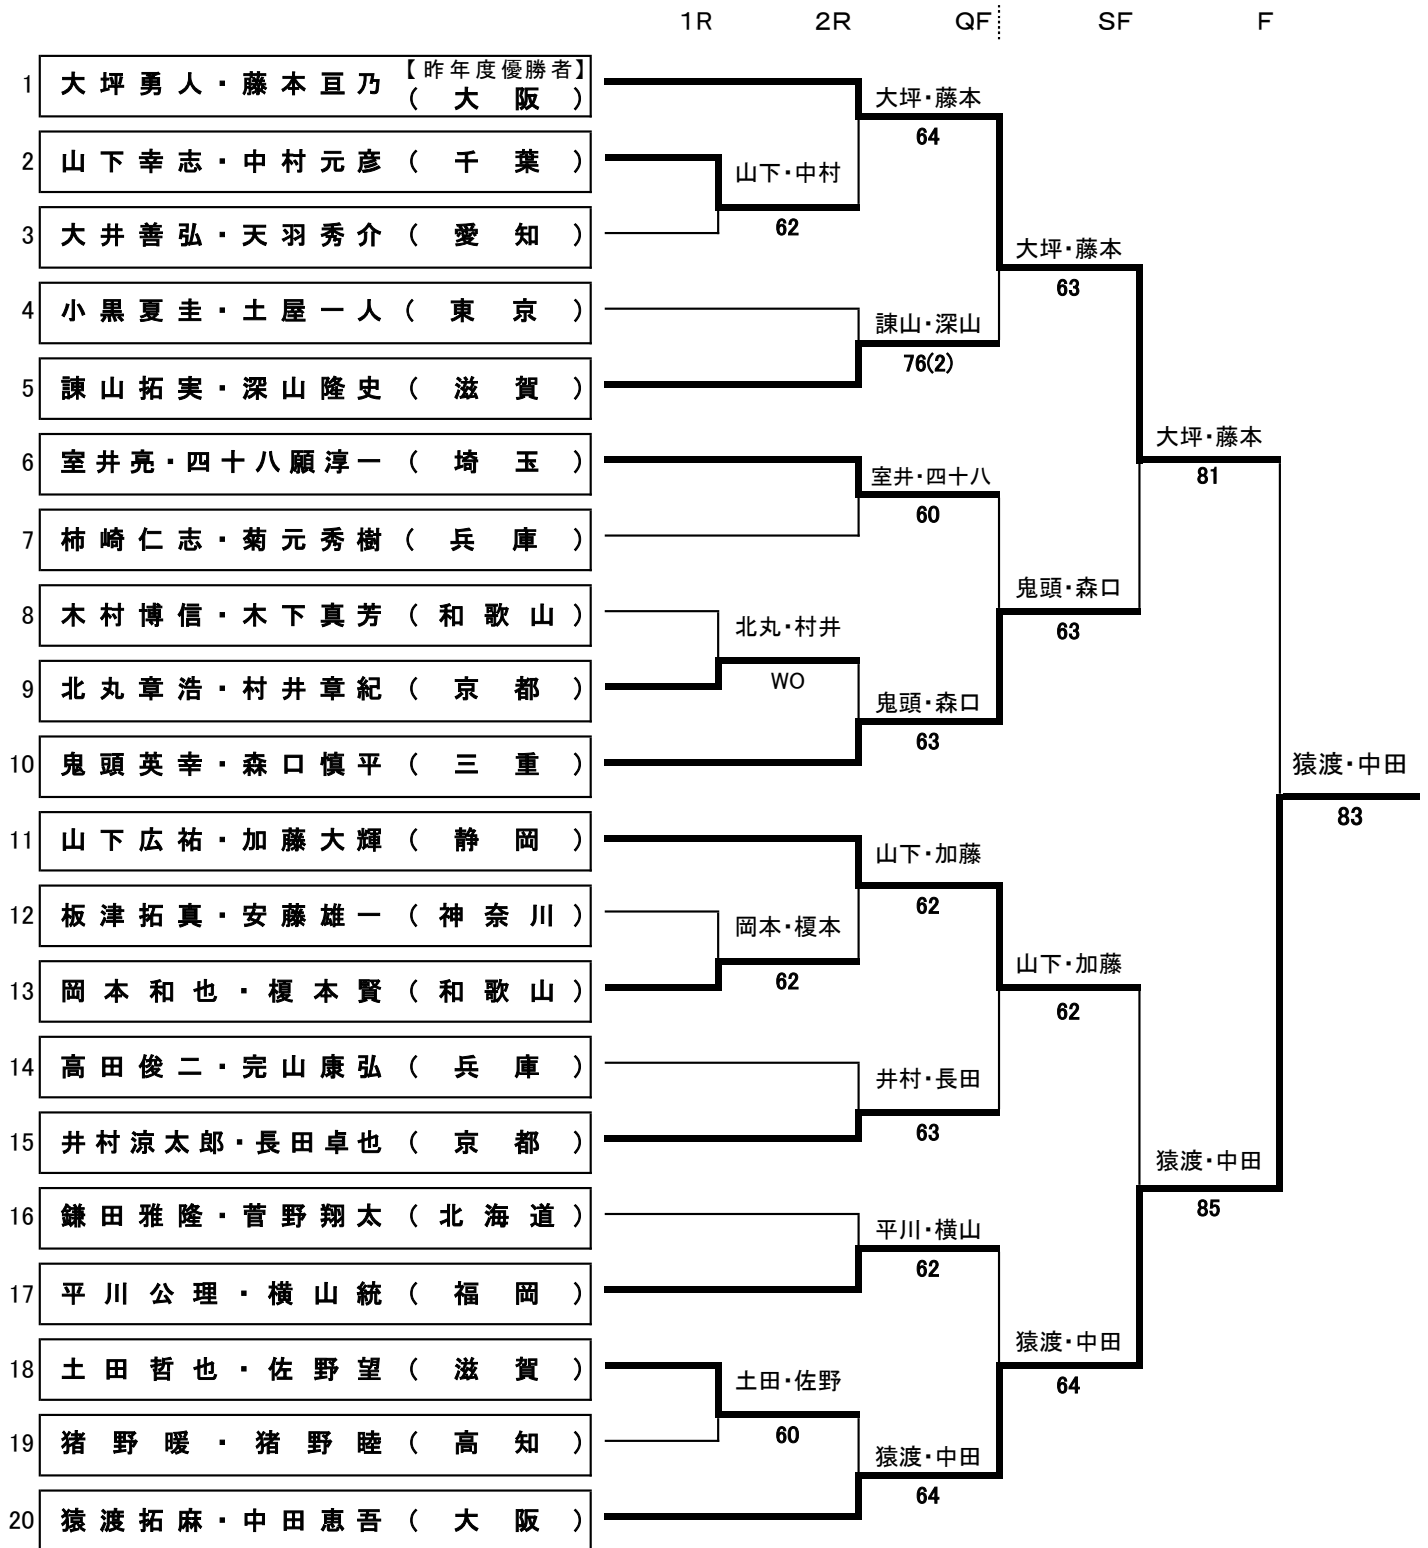 1R 2R QF SF F
1 大坪勇人・藤本亘乃 【昨年度優勝者】 (大阪)
2 山下幸志・中村元彦 (千葉)
3 大井善弘・天羽秀介 (愛知)
4 小黒夏圭・土屋一人 (東京)
5 諌山拓実・深山隆史 (滋賀)
6 室井亮・四十八願淳一 (埼玉)
7 柿崎仁志・菊元秀樹 (兵庫)
8 木村博信・木下真芳 (和歌山)
9 北丸章浩・村井章紀 (京都)
10 鬼頭英幸・森口慎平 (三重)
11 山下広祐・加藤大輝 (静岡)
12 板津拓真・安藤雄一 (神奈川)
13 岡本和也・榎本賢 (和歌山)
14 高田俊二・完山康弘 (兵庫)
15 井村涼太郎・長田卓也 (京都)
16 鎌田雅隆・菅野翔太 (北海道)
17 平川公理・横山統 (福岡)
18 土田哲也・佐野望 (滋賀)
19 猪野暖・猪野睦 (高知)
20 猿渡拓麻・中田恵吾 (大阪)
山下・中村
62
北丸・村井
WO
岡本・榎本
62
土田・佐野
60
大坪・藤本
64
諌山・深山
76(2)
室井・四十八
60
鬼頭・森口
63
山下・加藤
62
井村・長田
63
平川・横山
62
猿渡・中田
64
大坪・藤本
63
鬼頭・森口
63
山下・加藤
62
猿渡・中田
64
大坪・藤本
81
猿渡・中田
85
猿渡・中田
83